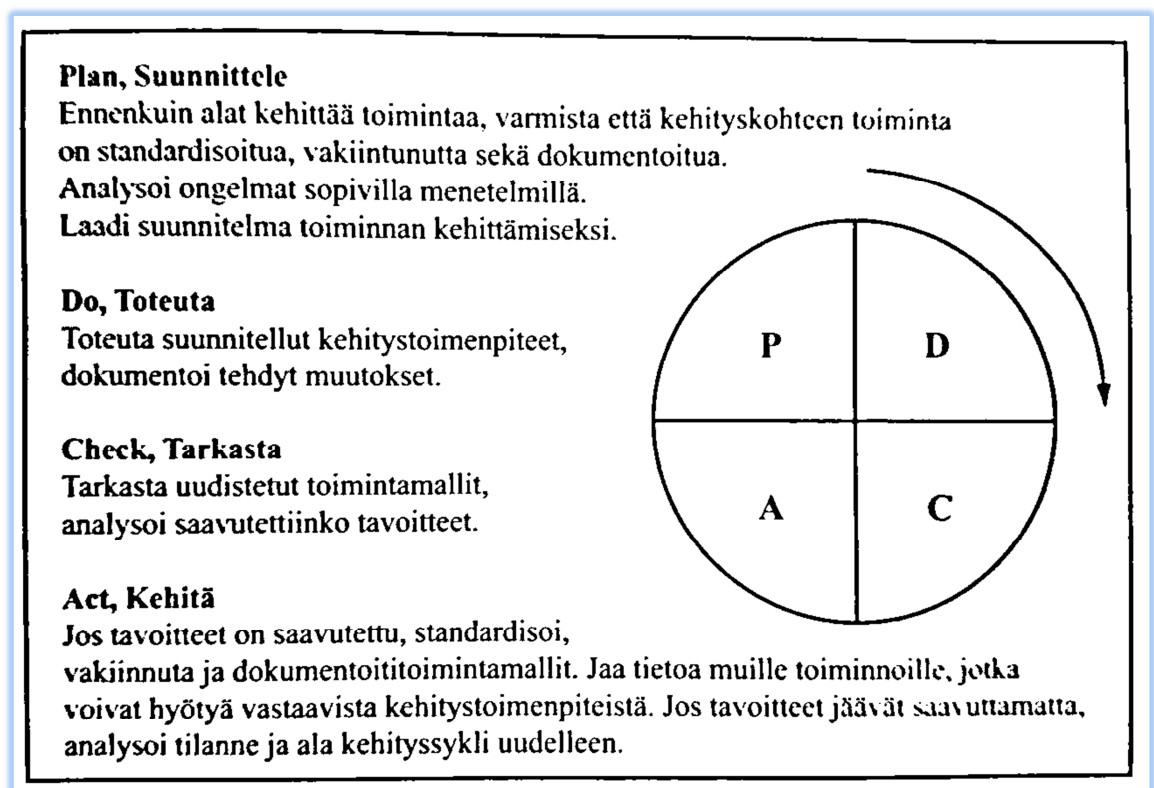 Plan, Suunnittele
Ennenkuin alat kehittää toimintaa, varmista että kehityskohteen toiminta
on standardisoitua, vakiintunutta sekä dokumentoitua.
Analysoi ongelmat sopivilla menetelmillä.
Laadi suunnitelma toiminnan kehittämiseksi.
Do, Toteuta
Toteuta suunnitellut kehitystoimenpiteet,
dokumentoi tehdyt muutokset.
P
D
Check, Tarkasta
Tarkasta uudistetut toimintamallit,
analysoi saavutettiinko tavoitteet.
A
C
Act, Kehitä
Jos tavoitteet on saavutettu, standardisoi,
vakiinnuta ja dokumentoititoimintamallit. Jaa tietoa muille toiminnoille, jotka
voivat hyötyä vastaavista kehitystoimenpiteistä. Jos tavoitteet jäävät saavuttamatta,
analysoi tilanne ja ala kehityssykli uudelleen.